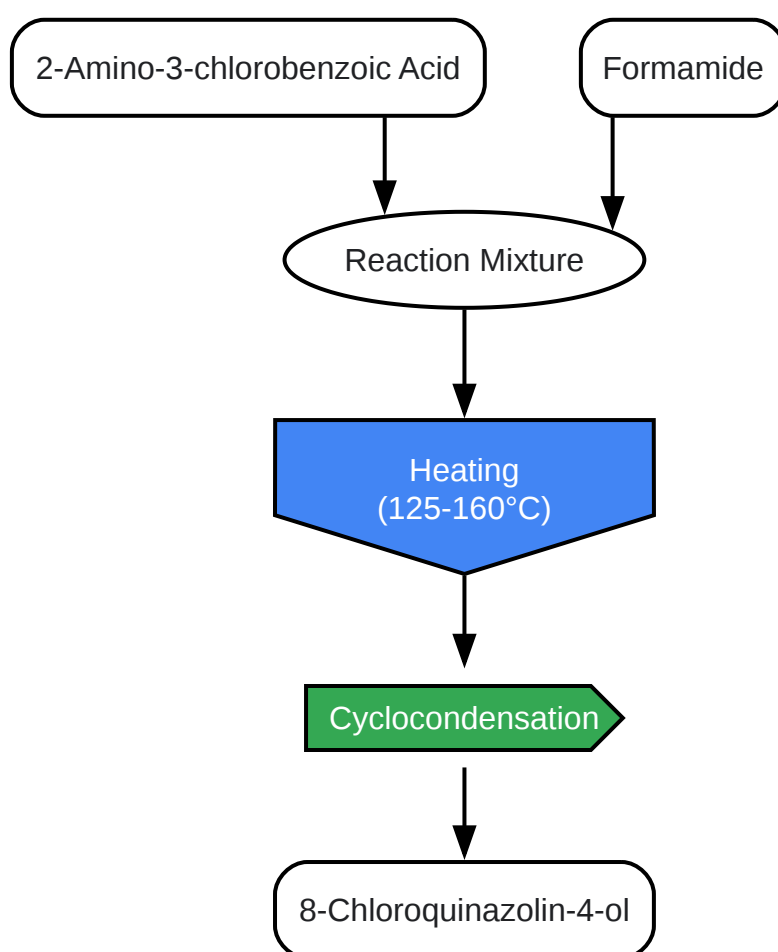 2-Amino-3-chlorobenzoic Acid
Formamide
Reaction Mixture
Heating
(125-160°C)
Cyclocondensation
8-Chloroquinazolin-4-ol